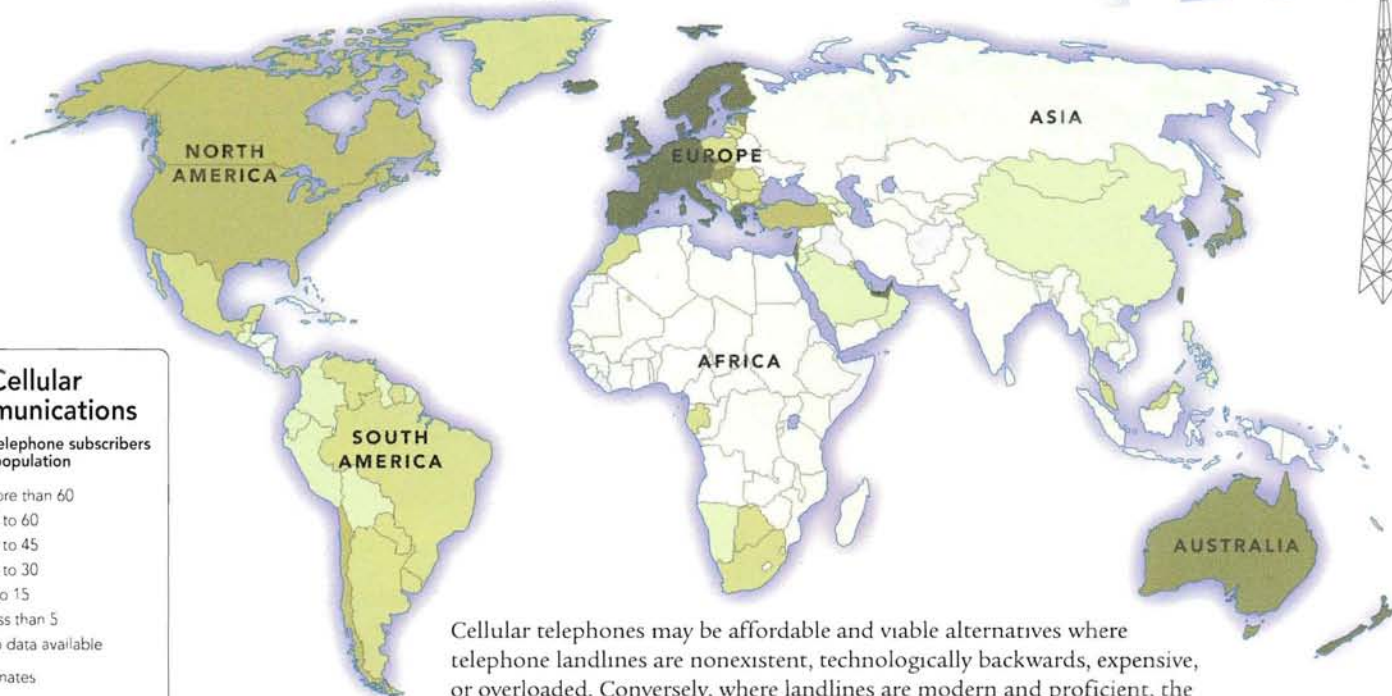 NORTH
AMERICA
EUROPE
ASIA
AFRICA
SOUTH
AMERICA
AUSTRALIA
Cellular
munications
elephone subscribers
population
ore than 60
to 60
to 45
to 30
o 15
ss than 5
data available
nates
Cellular telephones may be affordable and viable alternatives where
telephone landlines are nonexistent, technologically backwards, expensive,
or overloaded. Conversely, where landlines are modern and proficient, the